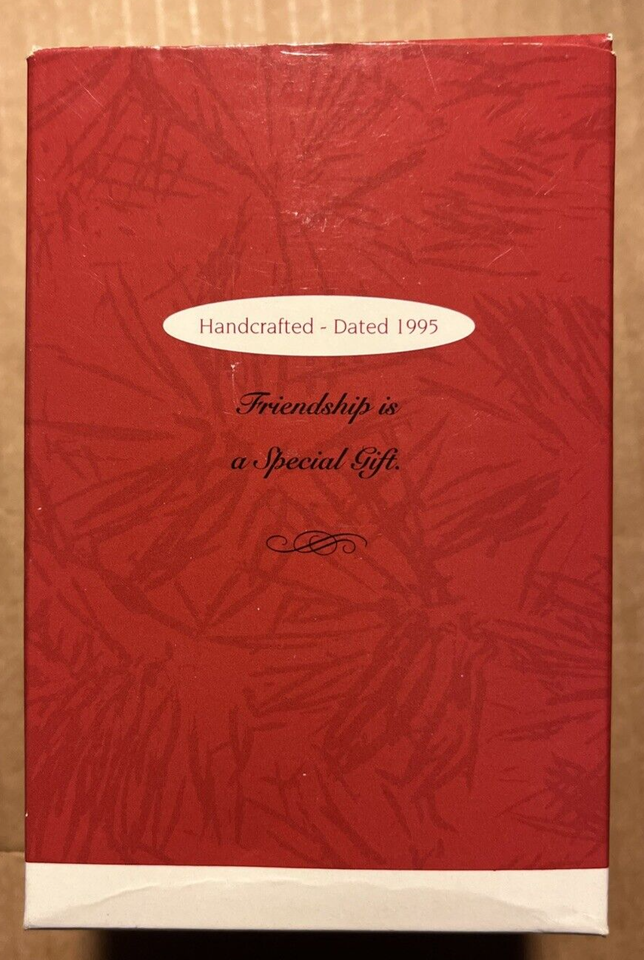 Handcrafted - Dated 1995
Friendship is
a Special Gift.